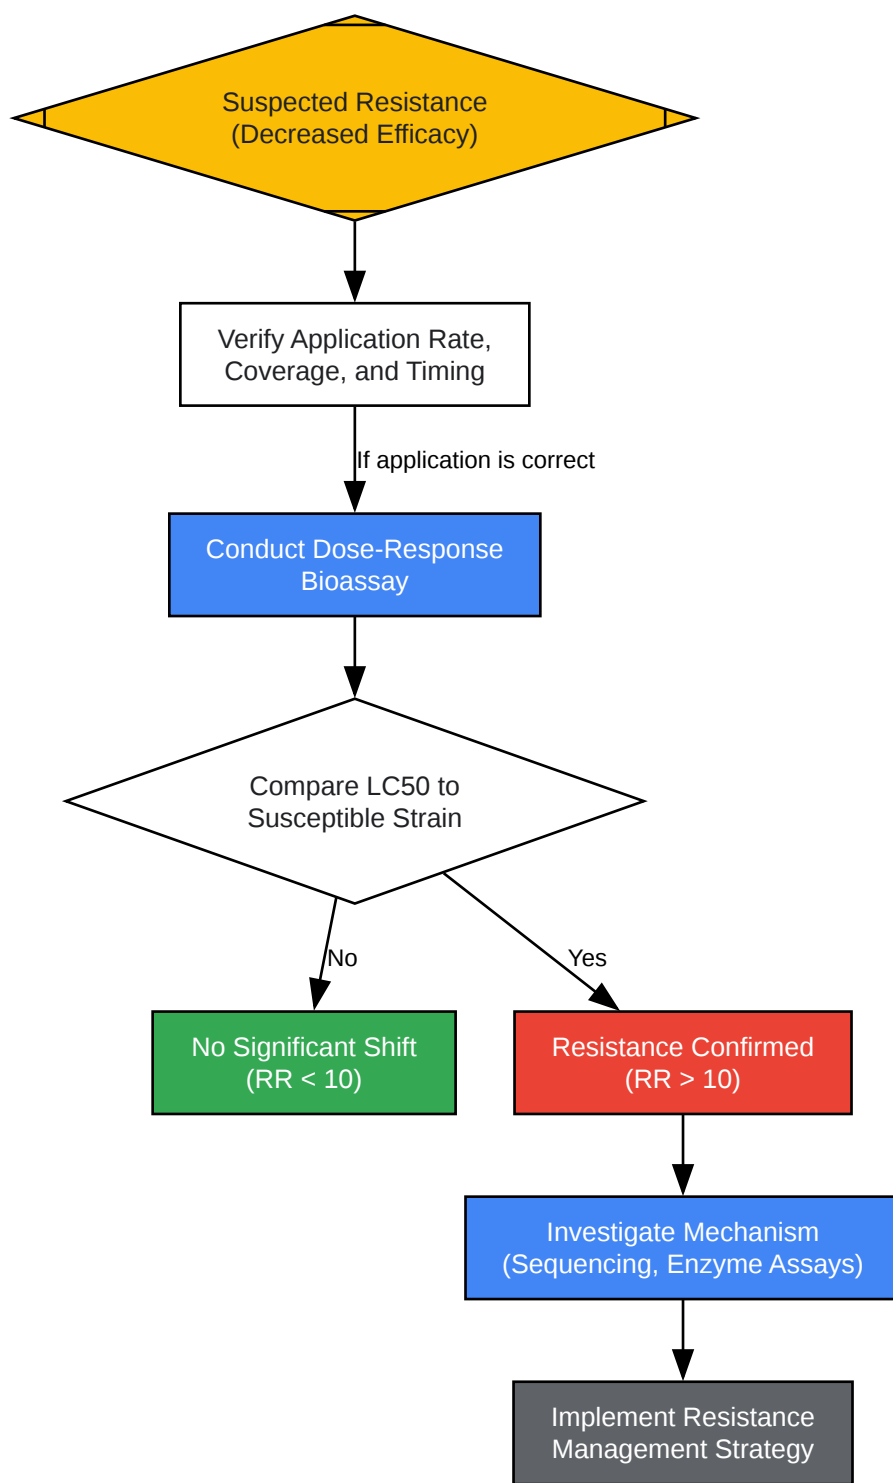 Suspected Resistance
(Decreased Efficacy)
Verify Application Rate,
Coverage, and Timing
If application is correct
Conduct Dose-Response
Bioassay
Compare LC50 to
Susceptible Strain
No
Yes
No Significant Shift
(RR < 10)
Resistance Confirmed
(RR > 10)
Investigate Mechanism
(Sequencing, Enzyme Assays)
Implement Resistance
Management Strategy